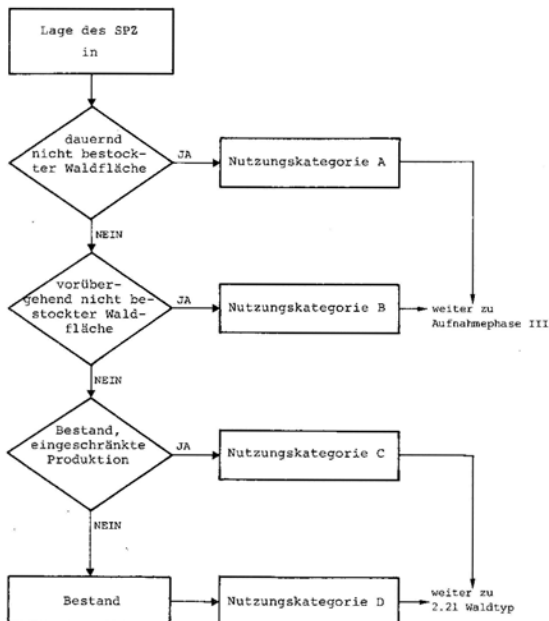 Lage des SPZ
in
dauernd
nicht bestock-
ter Waldfläche
JA
Nutzungskategorie A
NEIN
vorüber-
gehend nicht be-
stockter Wald-
fläche
JA
Nutzungskategorie B
weiter zu
Aufnahmephase III
NEIN
Bestand,
eingeschränkte
Produktion
JA
Nutzungskategorie C
NEIN
Bestand
Nutzungskategorie D
weiter zu
2.21 Waldtyp